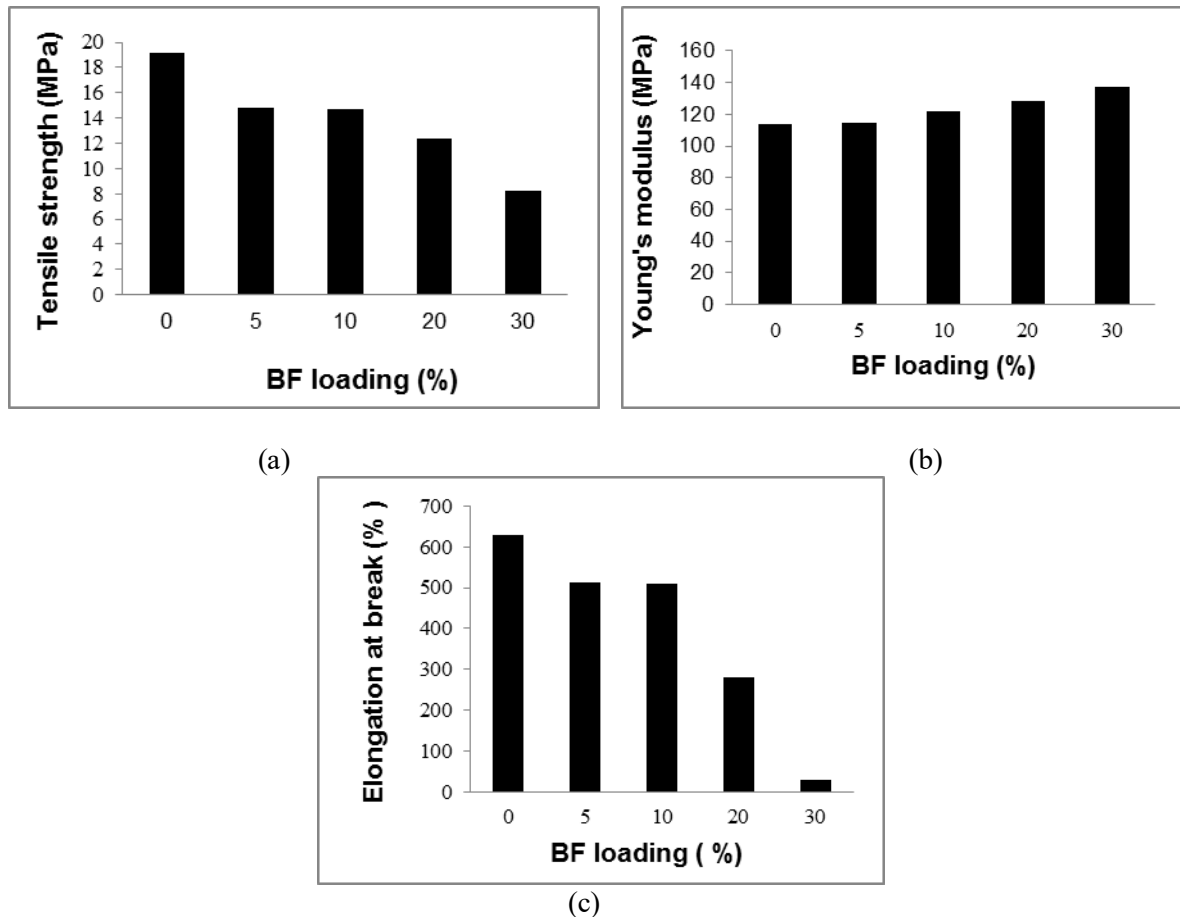 Tensile strength (MPa)
20
18
16
14
12
10
8
6
4
2
0
0 5 10 20 30
BF loading (%)
(a)
Young's modulus (MPa)
160
140
120
100
80
60
40
20
0
0 5 10 20 30
BF loading (%)
(b)
Elongation at break (% )
700
600
500
400
300
200
100
0
0 5 10 20 30
BF loading ( %)
(c)